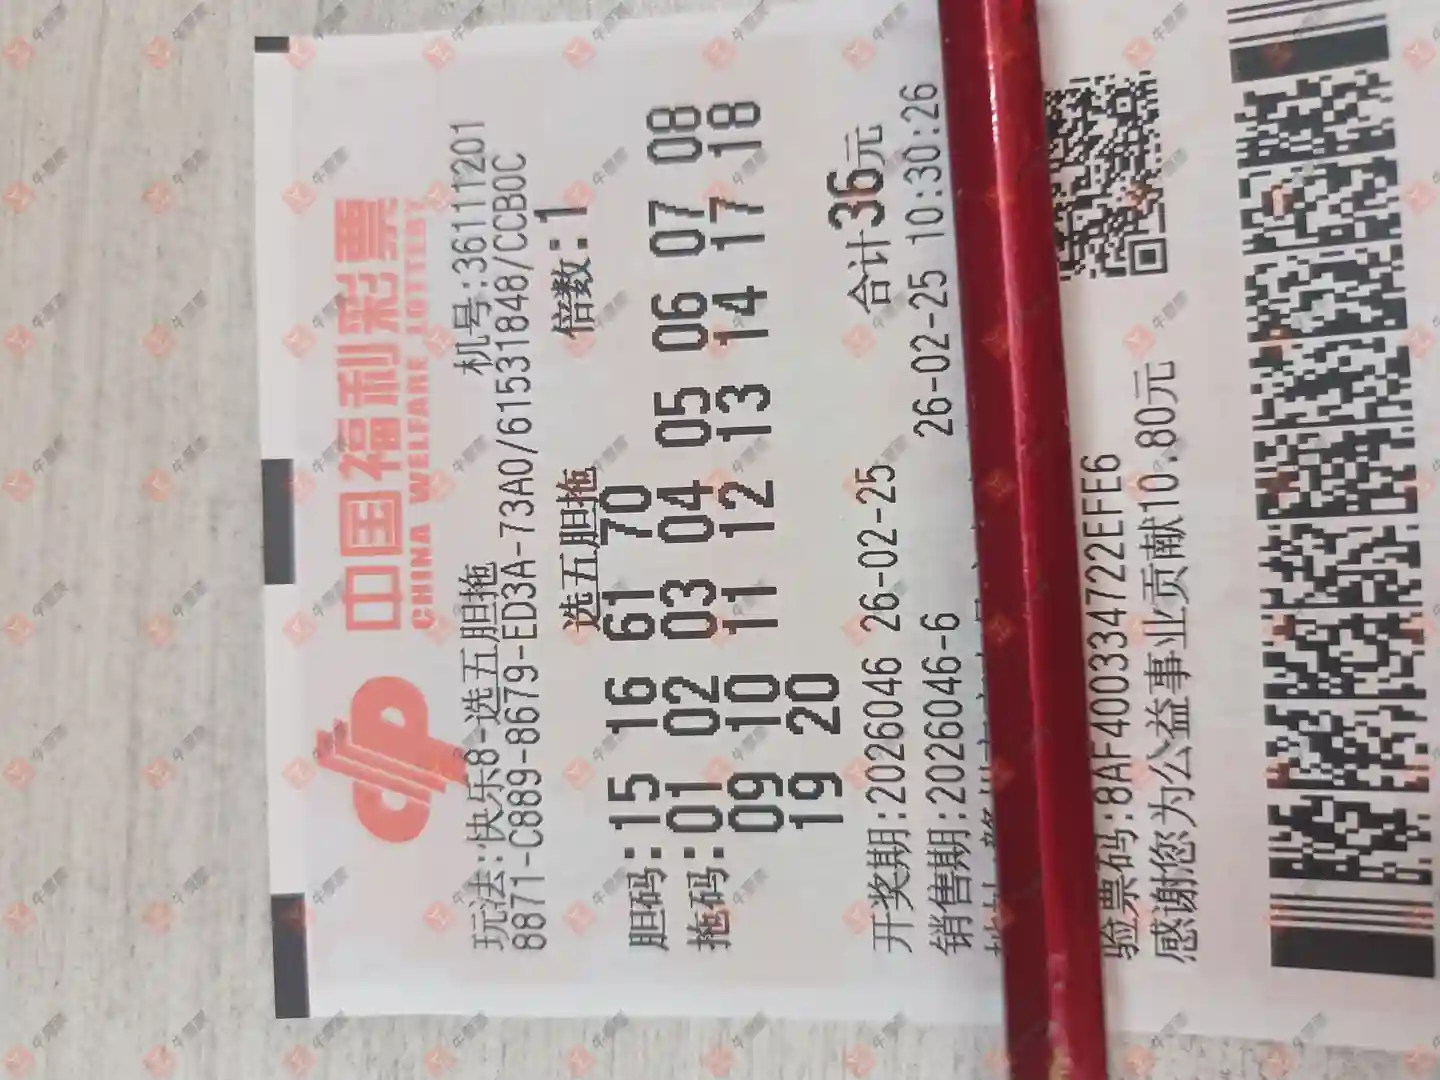 中国福利彩票
CHINA WELFARE LOTTERY
玩法:快乐8-选五胆拖 机号:36111201
8871-C889-8679-ED3A-73A0/61531848/CCB0C
选五胆拖 倍数:1
胆码:15 16 61 70
拖码:01 02 03 04 05 06 07 08
09 10 11 12 13 14 17 18
19 20
合计36元
开奖期:2026046 26-02-25
销售期:2026046-6 26-02-25 10:30:26
验票码:8AF400334722EFE6
感谢您为公益事业贡献10.80元